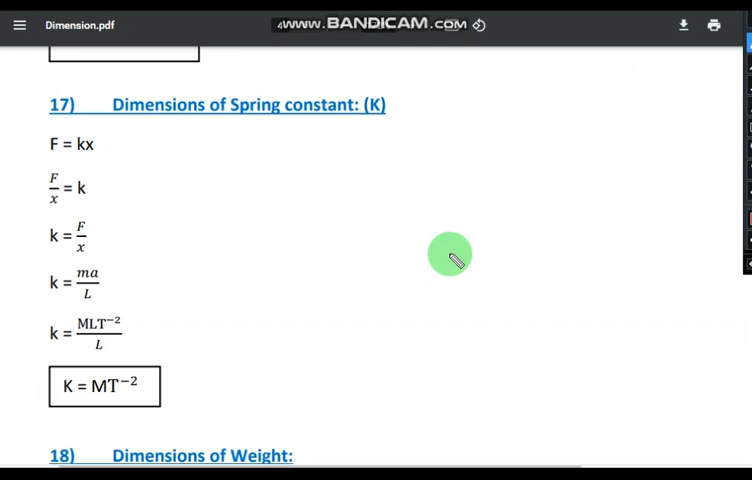 Dimension.pdf
www.BANDICAM.com
17) Dimensions of Spring constant: (K)
F = kx
F/x = k
k = F/x
k = ma/L
k = MLT⁻²/L
K = MT⁻²
18) Dimensions of Weight: